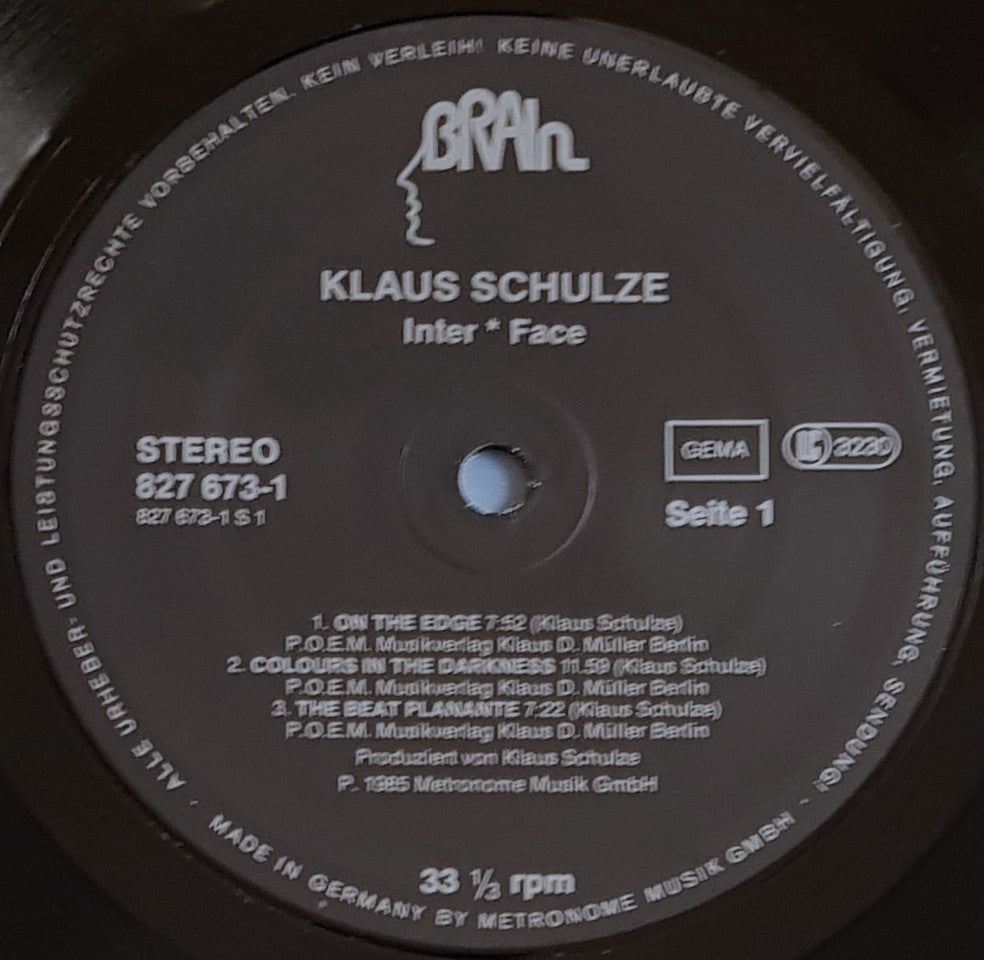 ALLE URHEBER- UND LEISTUNGSSCHUTZRECHTE VORBEHALTEN. KEIN VERLEIH! KEINE UNERLAUBTE VERVIELFÄLTIGUNG, VERMIETUNG, AUFFÜHRUNG, SENDUNG!
BRAIN
KLAUS SCHULZE
Inter * Face
STEREO
827 673-1
827 673-1 S 1
GEMA
LC 3230
Seite 1
1. ON THE EDGE 7:52 (Klaus Schulze)
P.O.E.M. Musikverlag Klaus D. Müller Berlin
2. COLOURS IN THE DARKNESS 11.59 (Klaus Schulze)
P.O.E.M. Musikverlag Klaus D. Müller Berlin
3. THE BEAT PLANANTE 7:22 (Klaus Schulze)
P.O.E.M. Musikverlag Klaus D. Müller Berlin
Produziert von Klaus Schulze
P. 1985 Metronome Musik GmbH
33 ⅓ rpm
MADE IN GERMANY BY METRONOME MUSIK GMBH